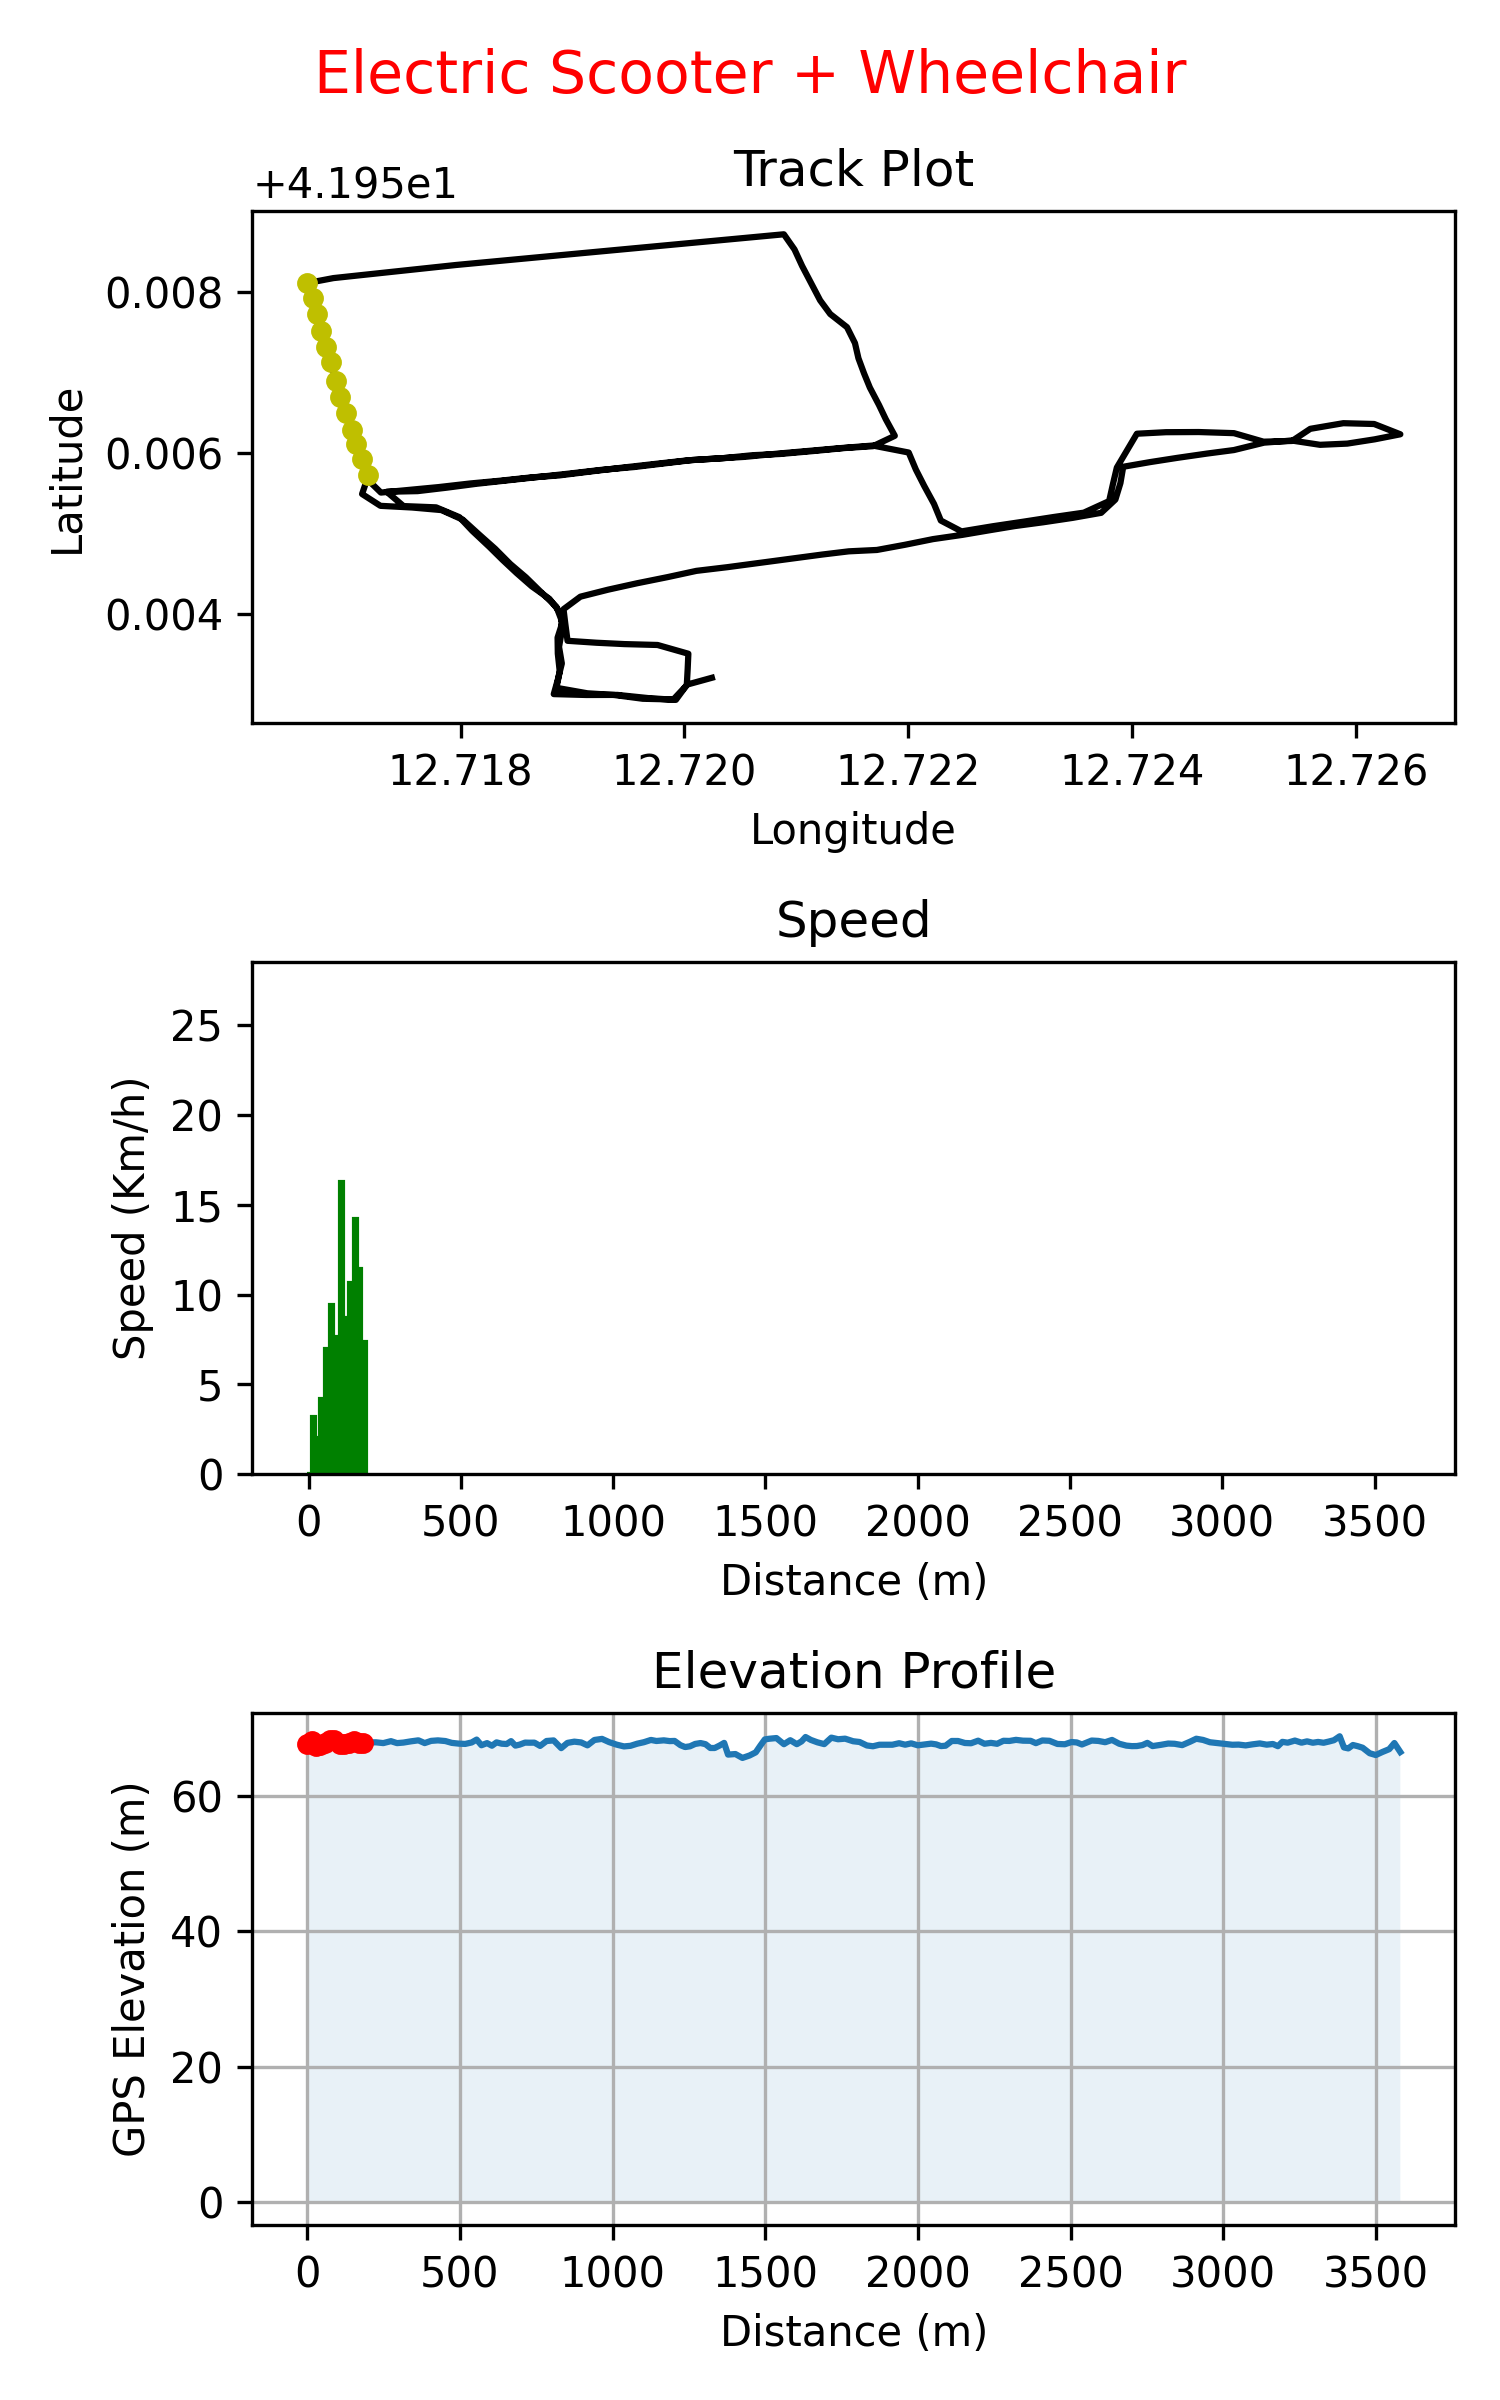 Electric Scooter + Wheelchair
Track Plot
+4.195e1
0.008
0.006
0.004
Latitude
12.718 12.720 12.722 12.724 12.726
Longitude
Speed
25
20
15
10
5
0
Speed (Km/h)
0 500 1000 1500 2000 2500 3000 3500
Distance (m)
Elevation Profile
60
40
20
0
GPS Elevation (m)
0 500 1000 1500 2000 2500 3000 3500
Distance (m)